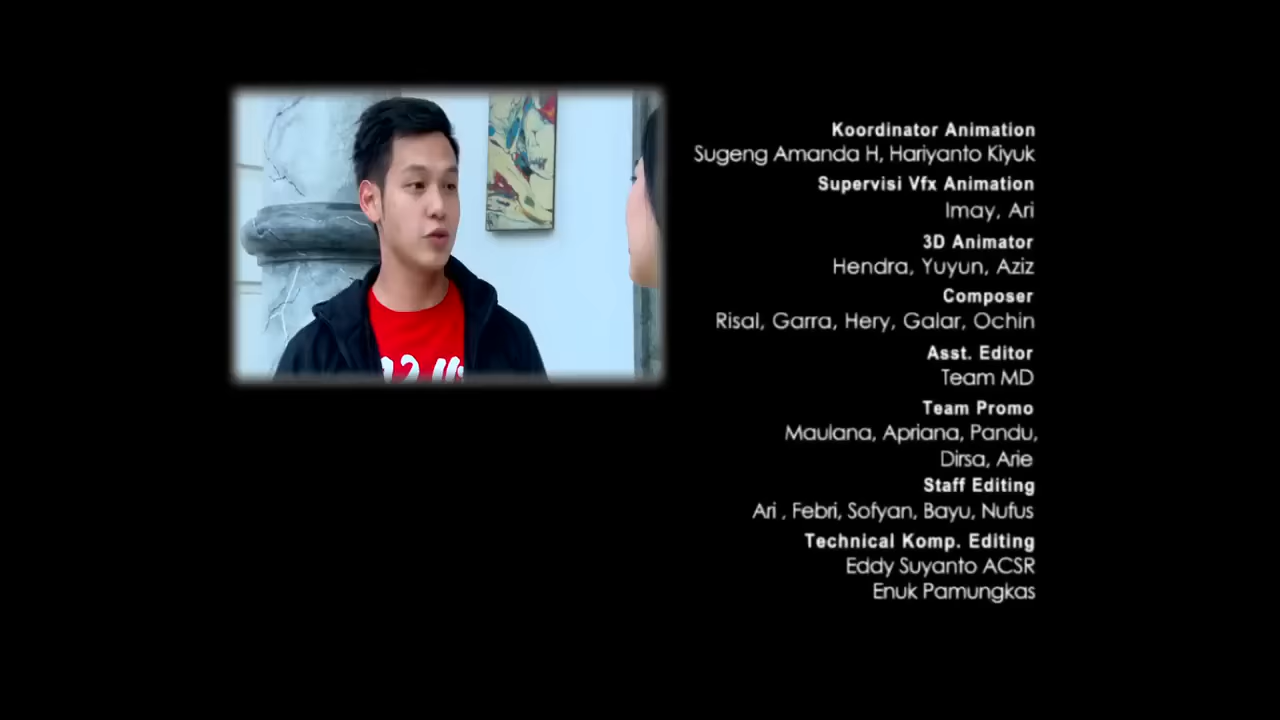 Koordinator Animation
Sugeng Amanda H, Hariyanto Kiyuk
Supervisi Vfx Animation
Imay, Ari
3D Animator
Hendra, Yuyun, Aziz
Composer
Risal, Garra, Hery, Galar, Ochin
Asst. Editor
Team MD
Team Promo
Maulana, Apriana, Pandu,
Dirsa, Arie
Staff Editing
Ari , Febri, Sofyan, Bayu, Nufus
Technical Komp. Editing
Eddy Suyanto ACSR
Enuk Pamungkas